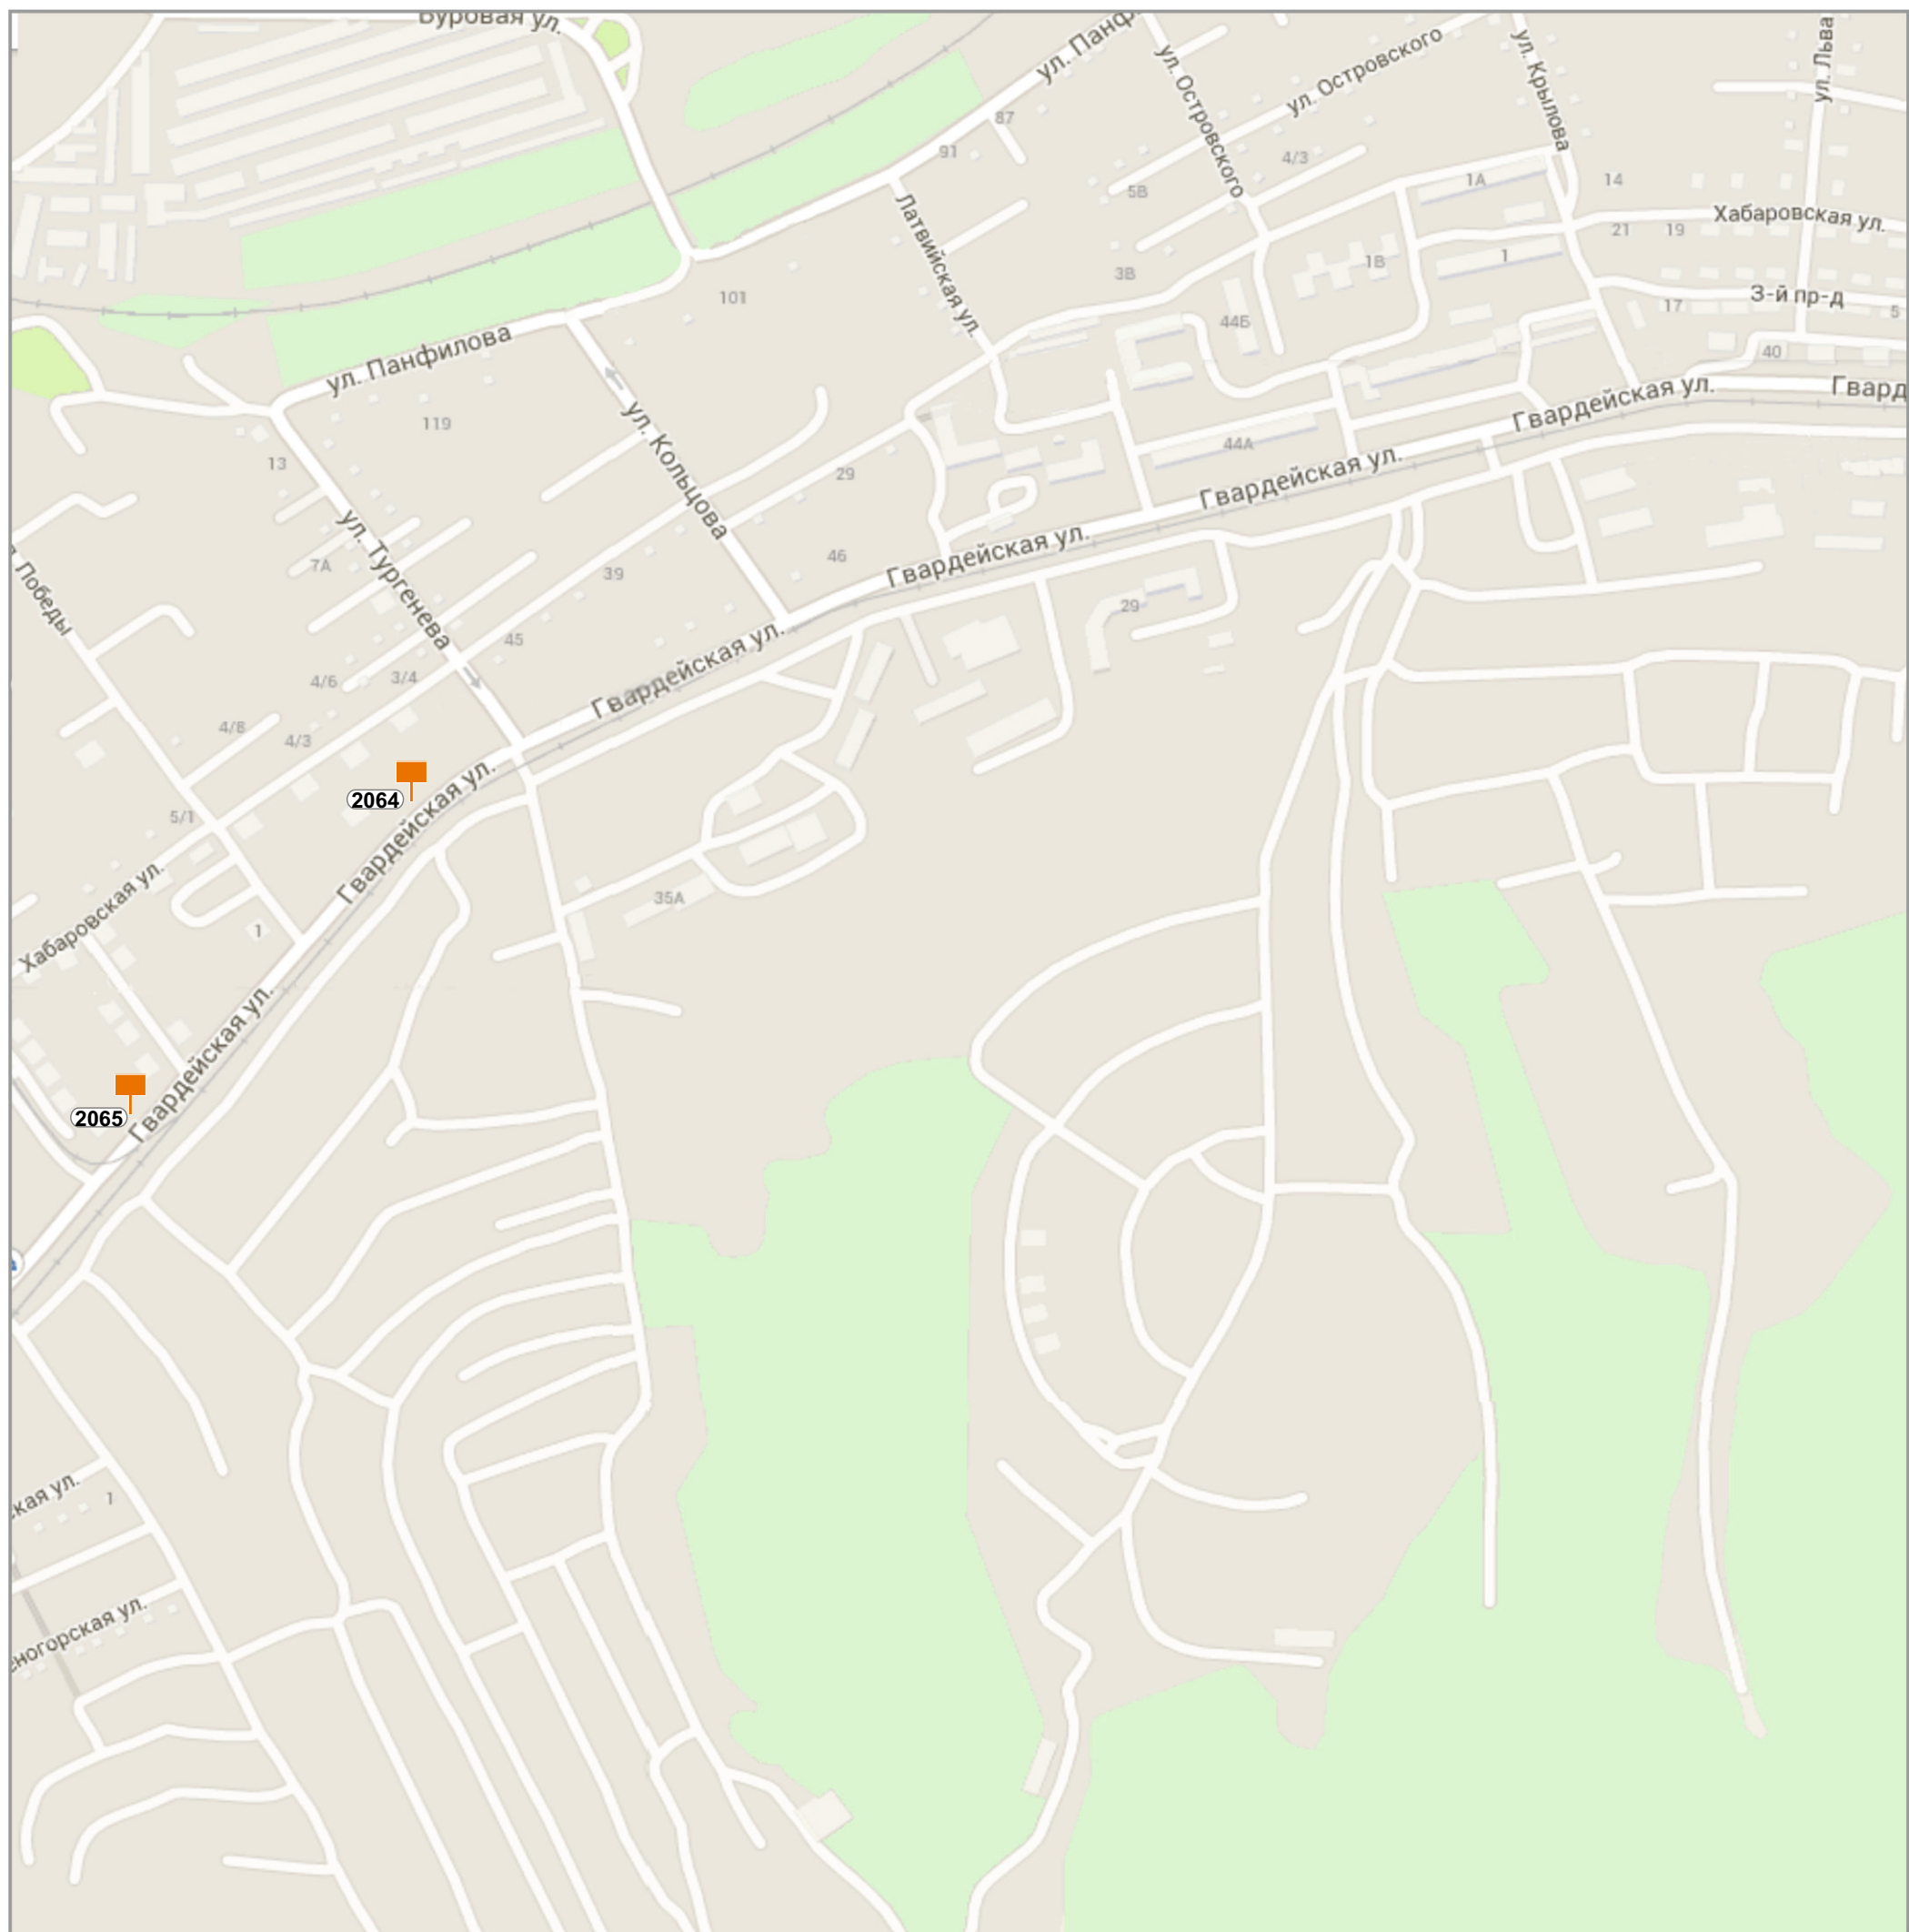 Буровая ул.
ул. Панф
ул. Островского
ул. Островского
ул. Крылова
ул. Льва
87
91
4/3
5В
1А
14
Латвийская ул.
Хабаровская ул.
21
19
3В
1В
1
101
44Б
17
3-й пр-д
5
ул. Панфилова
40
Гвардейская ул.
Гвард
119
ул. Кольцова
44А
13
29
Гвардейская ул.
ул. Тургенева
46
Гвардейская ул.
7А
39
Победы
29
45
Гвардейская ул.
4/6
3/4
4/8
4/3
2064
Гвардейская ул.
5/1
35А
Хабаровская ул.
1
Гвардейская ул.
2065
кая ул.
1
ногорская ул.